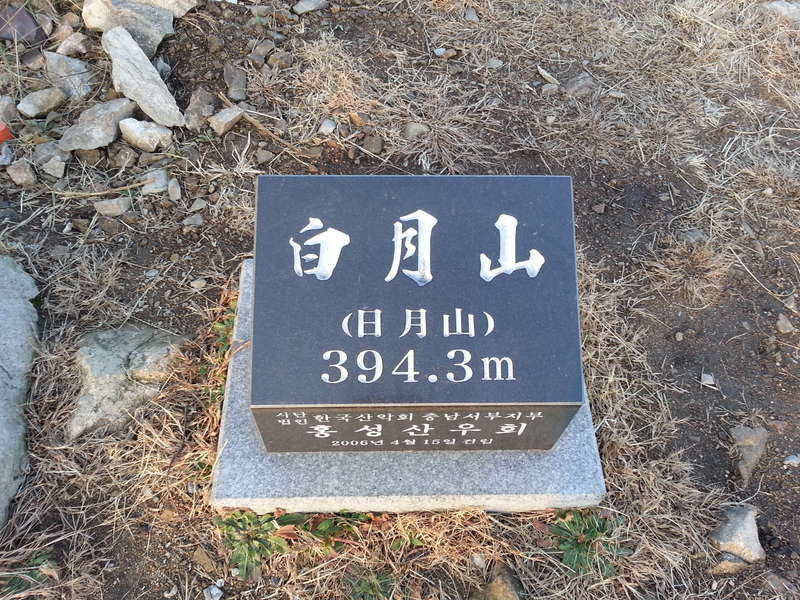 白月山
(日月山)
394.3m
사단법인 한국산악회 충남서부지부
홍성산우회
2006년 4월 15일 건립